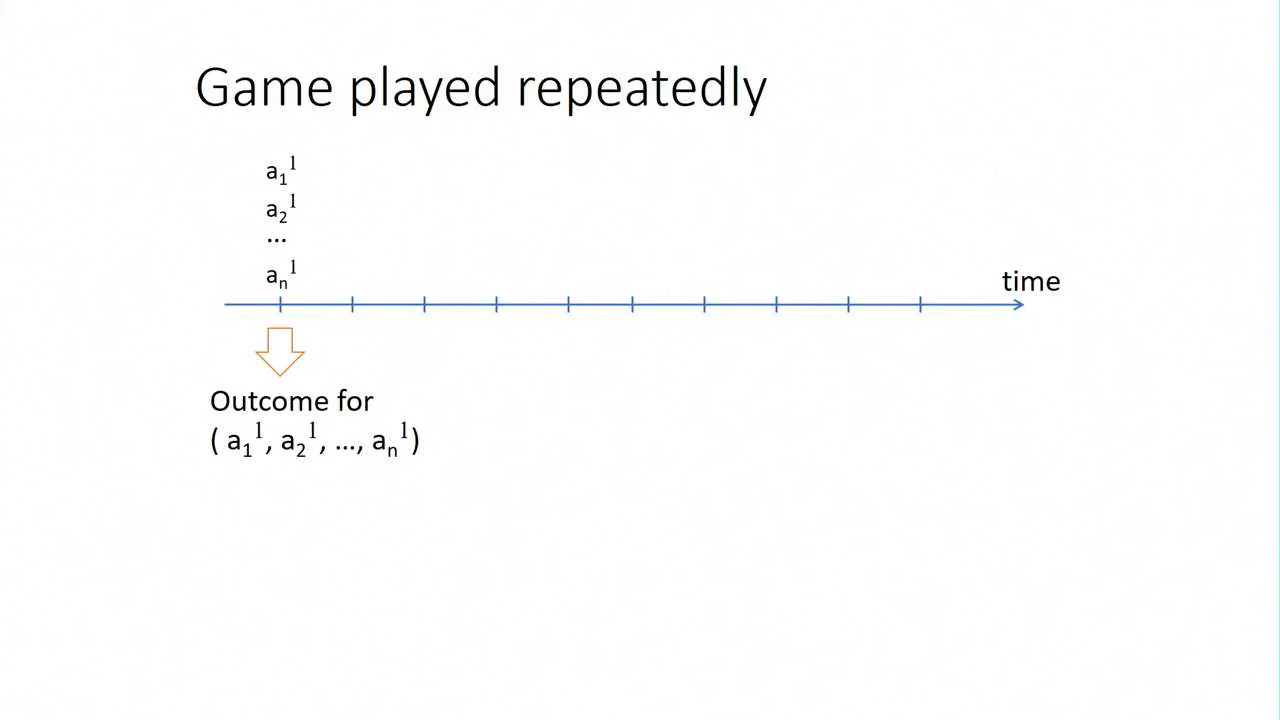 Game played repeatedly
a₁¹
a₂¹
...
aₙ¹
time
Outcome for
( a₁¹, a₂¹, ..., aₙ¹)